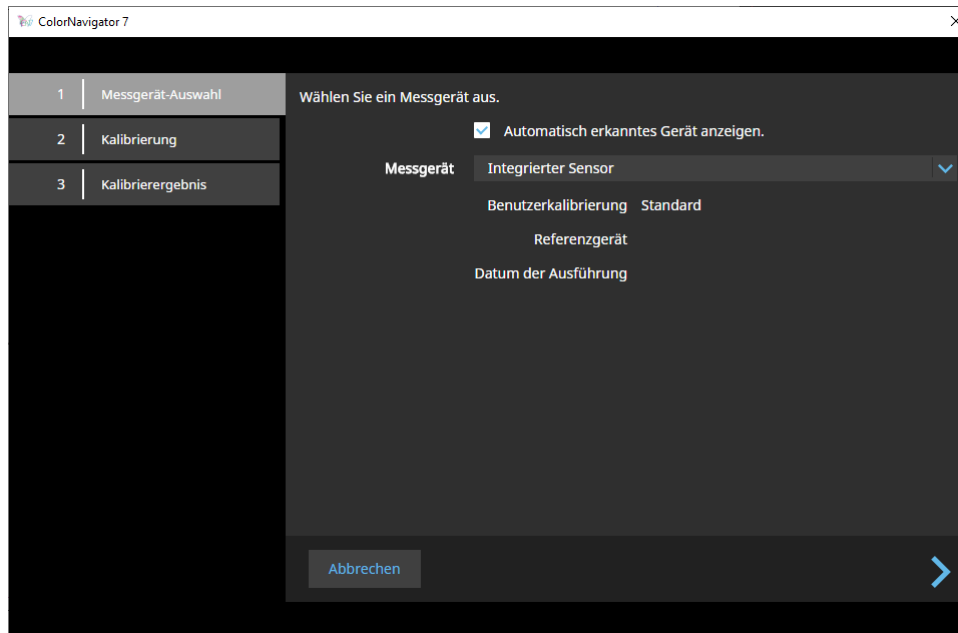 ColorNavigator 7
1 Messgerät-Auswahl
2 Kalibrierung
3 Kalibrierergebnis
Wählen Sie ein Messgerät aus.
Automatisch erkanntes Gerät anzeigen.
Messgerät Integrierter Sensor
Benutzerkalibrierung Standard
Referenzgerät
Datum der Ausführung
Abbrechen